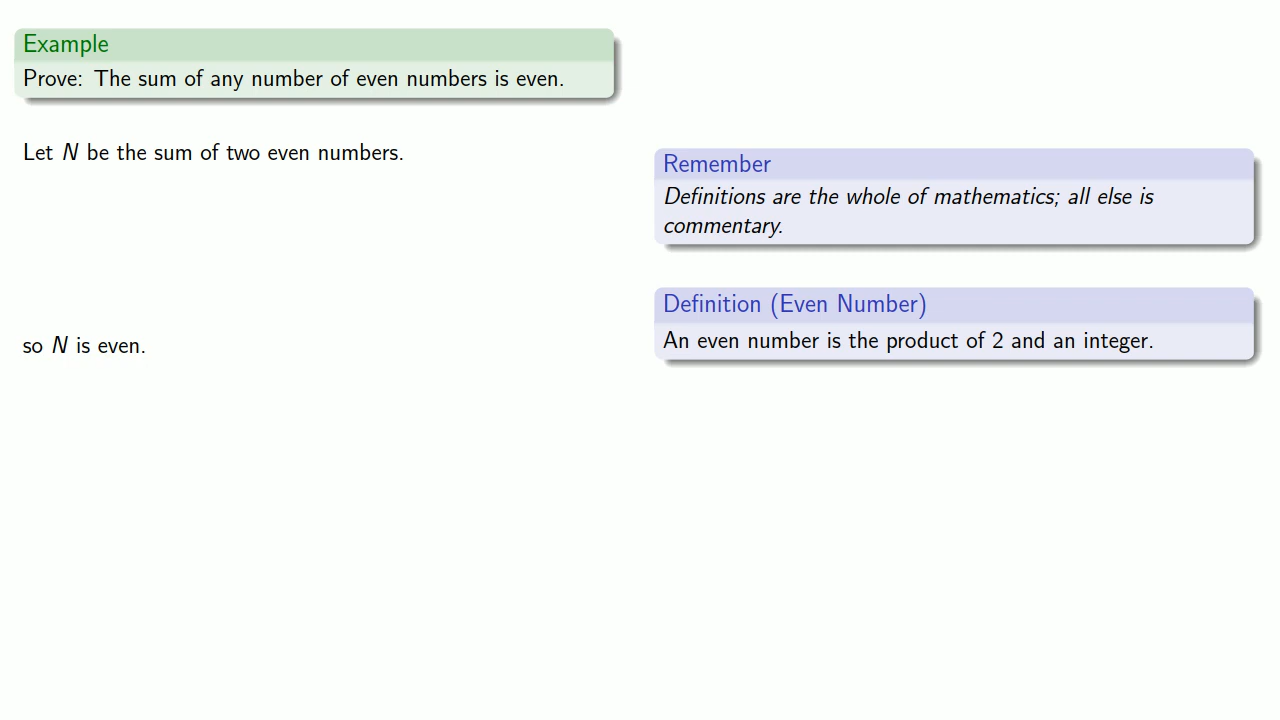 Example
Prove: The sum of any number of even numbers is even.
Let N be the sum of two even numbers.
so N is even.
Remember
Definitions are the whole of mathematics; all else is
commentary.
Definition (Even Number)
An even number is the product of 2 and an integer.